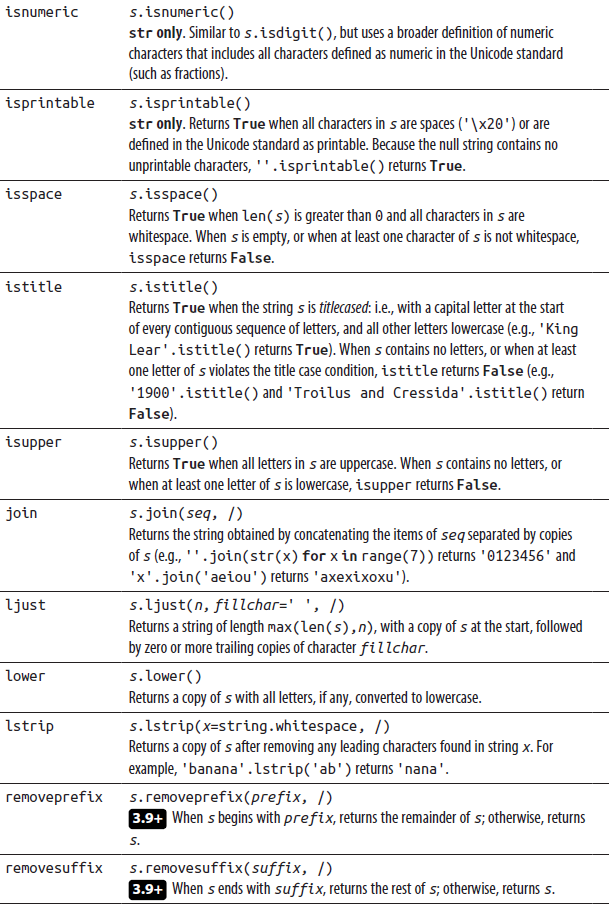 isnumeric s.isnumeric()
str only. Similar to s.isdigit(), but uses a broader definition of numeric
characters that includes all characters defined as numeric in the Unicode standard
(such as fractions).
isprintable s.isprintable()
str only. Returns True when all characters in s are spaces ('\x20') or are
defined in the Unicode standard as printable. Because the null string contains no
unprintable characters, ''.isprintable() returns True.
isspace s.isspace()
Returns True when len(s) is greater than 0 and all characters in s are
whitespace. When s is empty, or when at least one character of s is not whitespace,
isspace returns False.
istitle s.istitle()
Returns True when the string s is titlecased: i.e., with a capital letter at the start
of every contiguous sequence of letters, and all other letters lowercase (e.g., 'King
Lear'.istitle() returns True). When s contains no letters, or when at least
one letter of s violates the title case condition, istitle returns False (e.g.,
'1900'.istitle() and 'Troilus and Cressida'.istitle() return
False).
isupper s.isupper()
Returns True when all letters in s are uppercase. When s contains no letters, or
when at least one letter of s is lowercase, isupper returns False.
join s.join(seq, /)
Returns the string obtained by concatenating the items of seq separated by copies
of s (e.g., ''.join(str(x) for x in range(7)) returns '0123456' and
'x'.join('aeiou') returns 'axexixoxu').
ljust s.ljust(n, fillchar=' ', /)
Returns a string of length max(len(s),n), with a copy of s at the start, followed
by zero or more trailing copies of character fillchar.
lower s.lower()
Returns a copy of s with all letters, if any, converted to lowercase.
lstrip s.lstrip(x=string.whitespace, /)
Returns a copy of s after removing any leading characters found in string x. For
example, 'banana'.lstrip('ab') returns 'nana'.
removeprefix s.removeprefix(prefix, /)
3.9+ When s begins with prefix, returns the remainder of s; otherwise, returns
s.
removesuffix s.removesuffix(suffix, /)
3.9+ When s ends with suffix, returns the rest of s; otherwise, returns s.